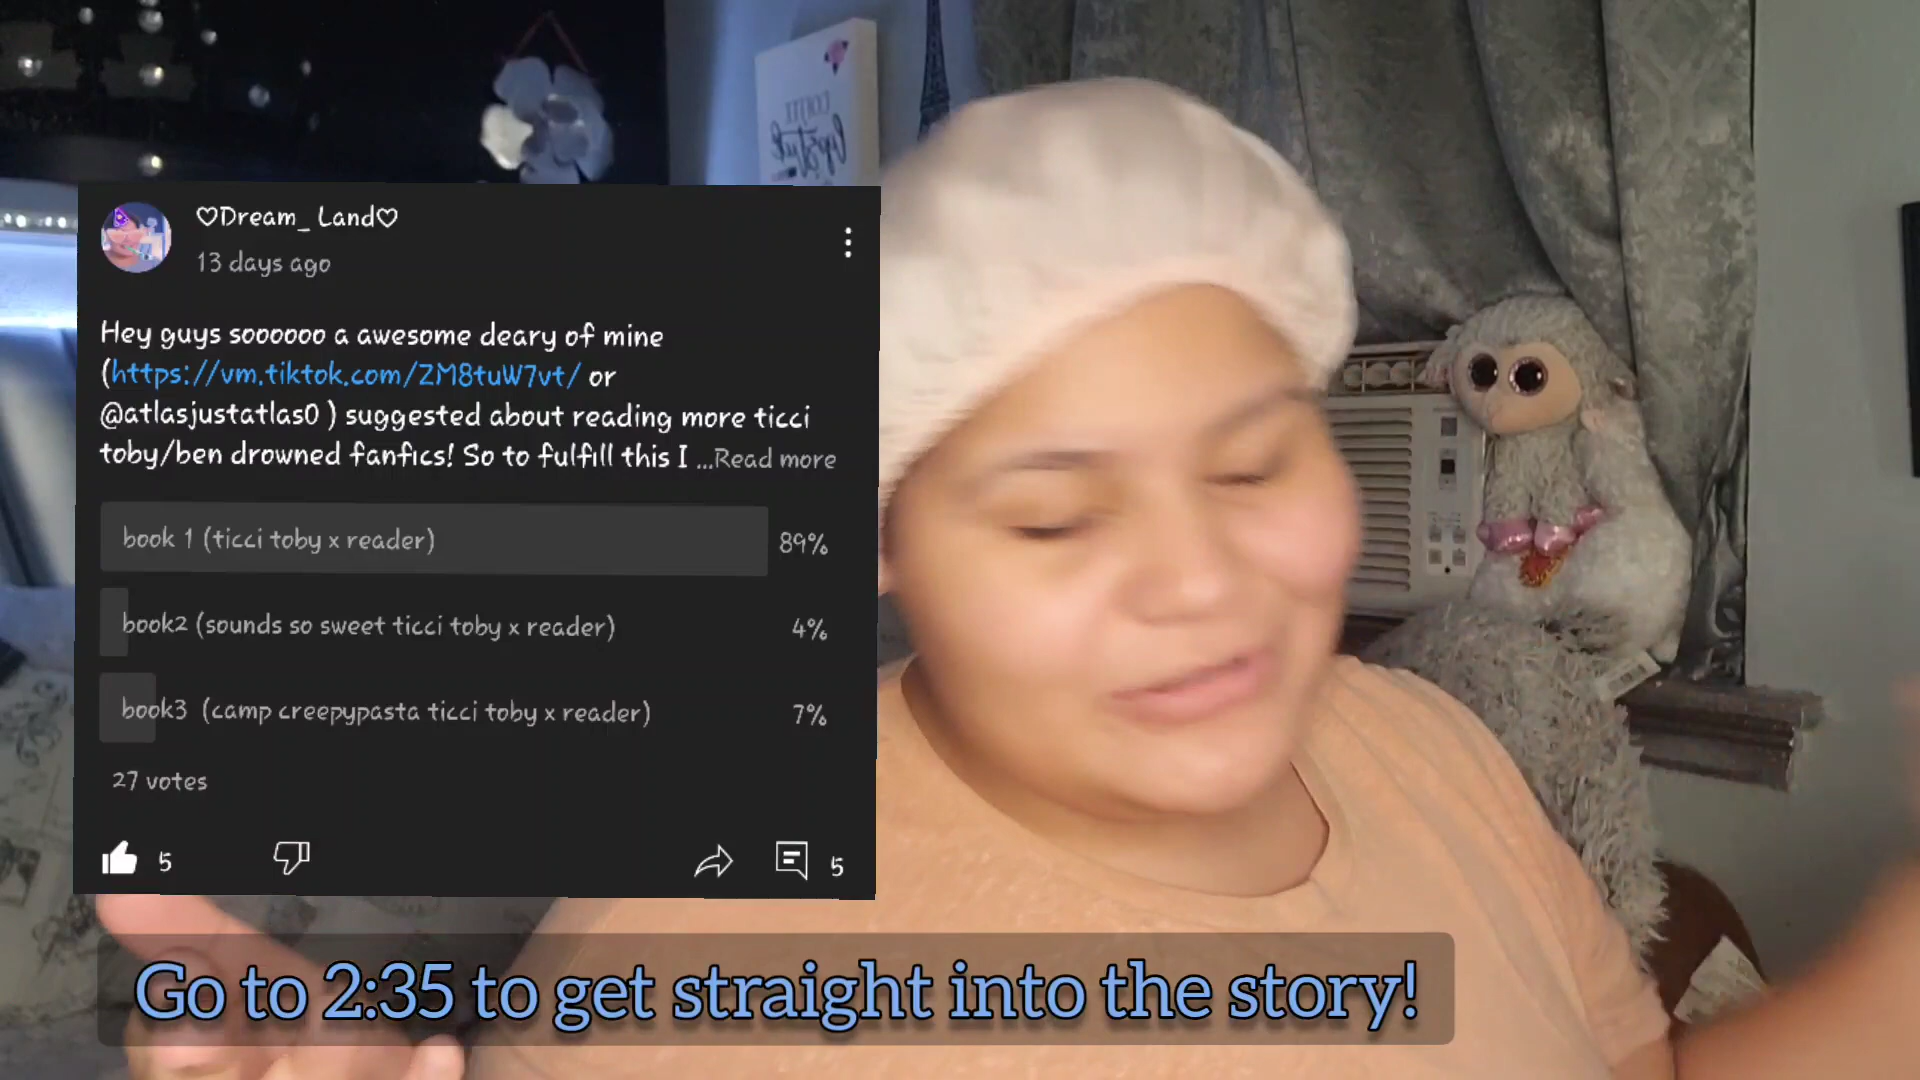 ♡Dream_ Land♡
13 days ago
Hey guys soooooo a awesome deary of mine
(https://vm.tiktok.com/ZM8tuW7vt/ or
@atlasjustatlas0 ) suggested about reading more ticci
toby/ben drowned fanfics! So to fulfill this I ...Read more
book 1 (ticci toby x reader)
89%
book2 (sounds so sweet ticci toby x reader)
4%
book3 (camp creepypasta ticci toby x reader)
7%
27 votes
5
5
Go to 2:35 to get straight into the story!